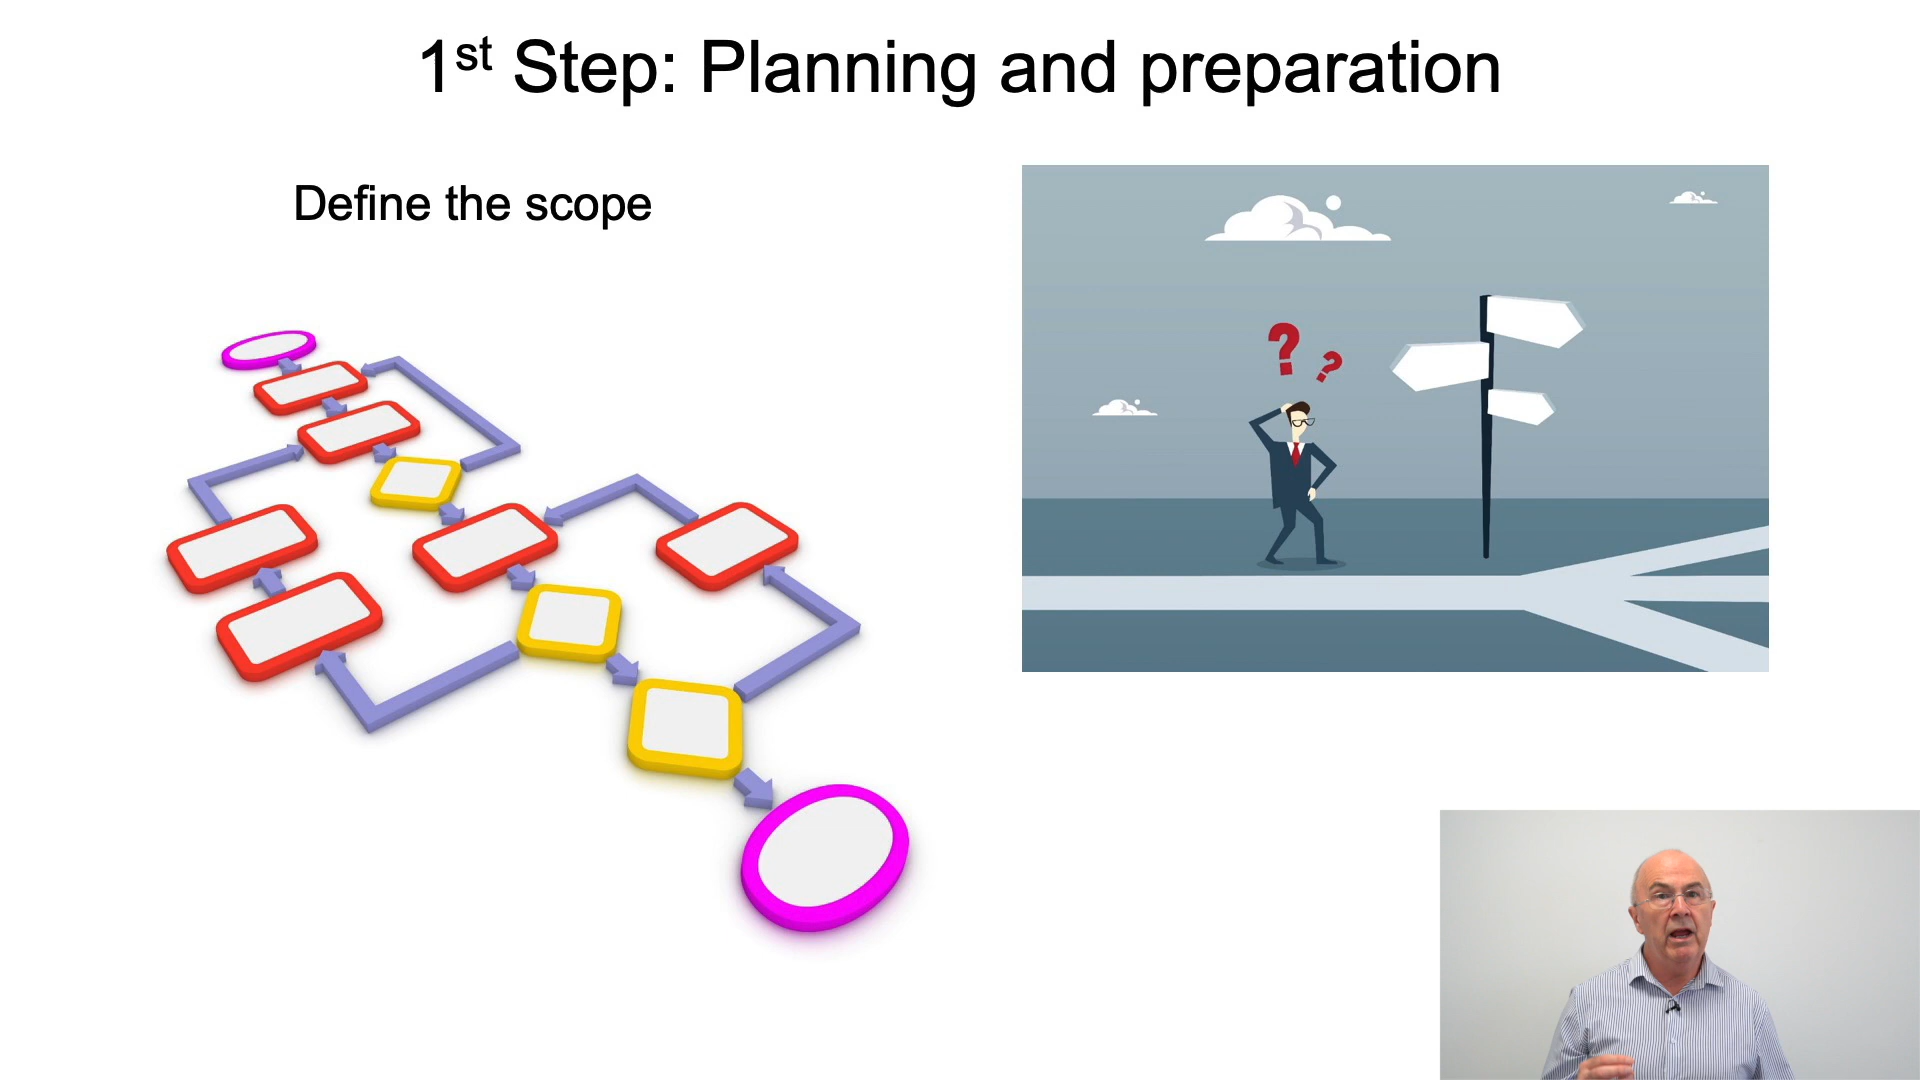 1st Step: Planning and preparation
Define the scope
? ?